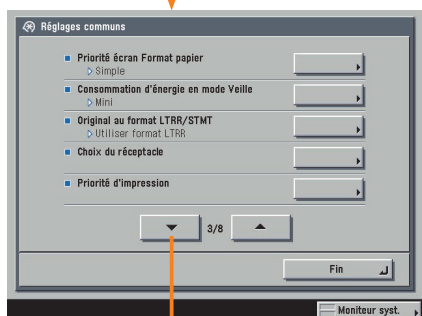 Réglages communs
Priorité écran Format papier
Simple
Consommation d'énergie en mode Veille
Mini
Original au format LTRR/STMT
Utiliser format LTRR
Choix du réceptacle
Priorité d'impression
3/8
Fin
Moniteur syst.